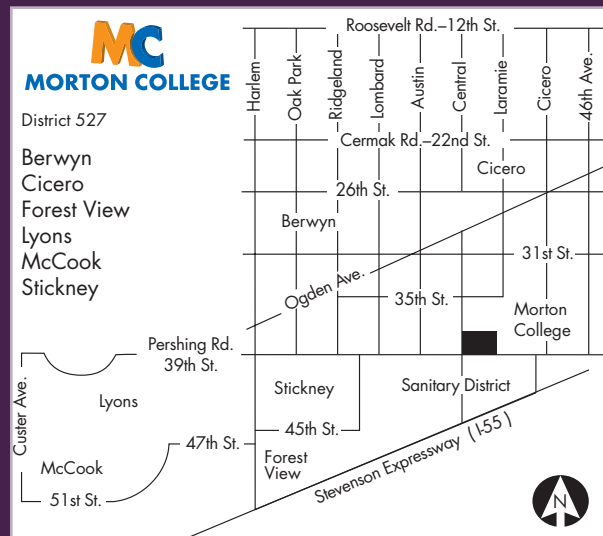 MC
MORTON COLLEGE
District 527
Berwyn
Cicero
Forest View
Lyons
McCook
Stickney
Roosevelt Rd.–12th St.
Harlem
Oak Park
Ridgeland
Lombard
Austin
Central
Laramie
Cicero
46th Ave.
Cermak Rd.–22nd St.
Cicero
26th St.
Berwyn
31st St.
Ogden Ave.
35th St.
Morton
College
Pershing Rd.
39th St.
Custer Ave.
Lyons
Stickney
Sanitary District
45th St.
47th St.
Forest
View
Stevenson Expressway ( I-55 )
McCook
51st St.
N